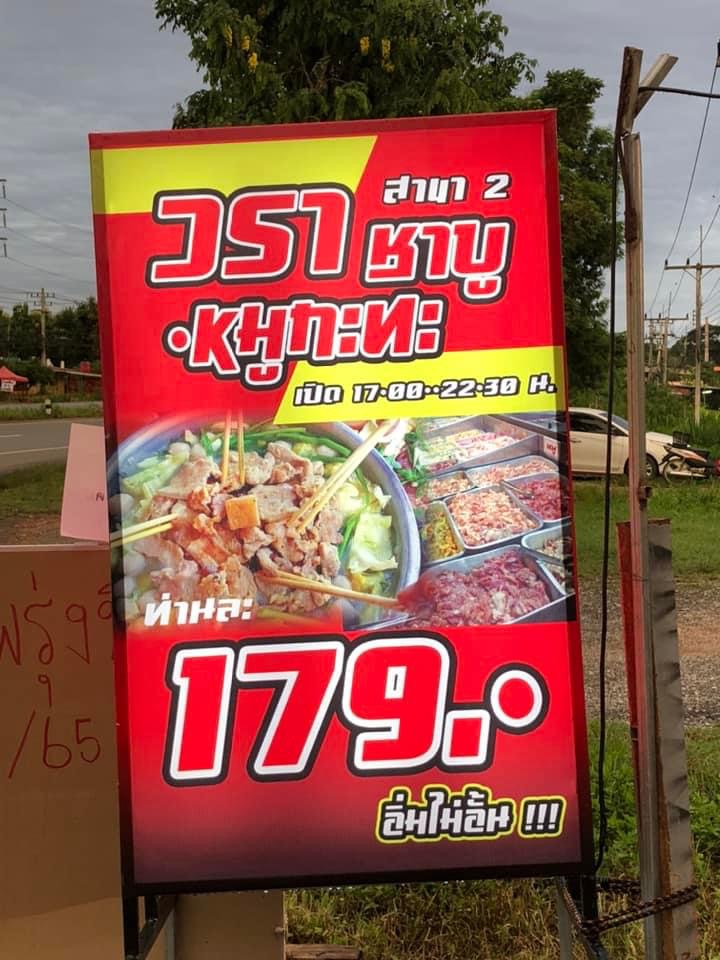 สาขา 2
วรา ชาบู
•หมูกะทะ
เปิด 17.00--22.30 น.
ท่านละ
179.-
อิ่มไม่อั้น !!!
/65